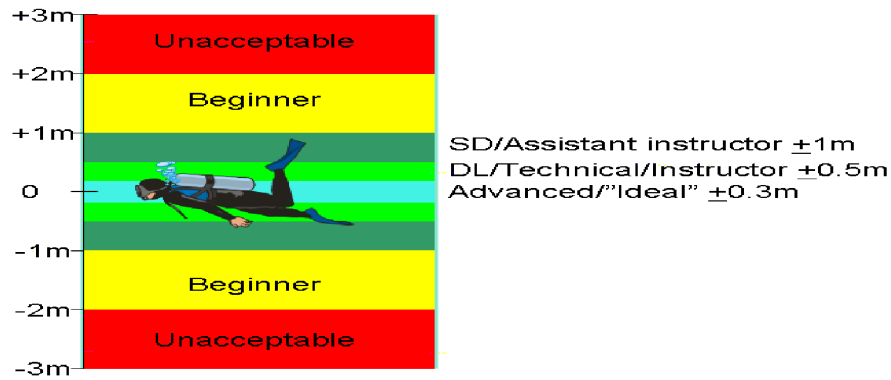 +3m
Unacceptable
+2m
Beginner
+1m
SD/Assistant instructor ±1m
DL/Technical/Instructor ±0.5m
0
Advanced/"Ideal" ±0.3m
-1m
Beginner
-2m
Unacceptable
-3m